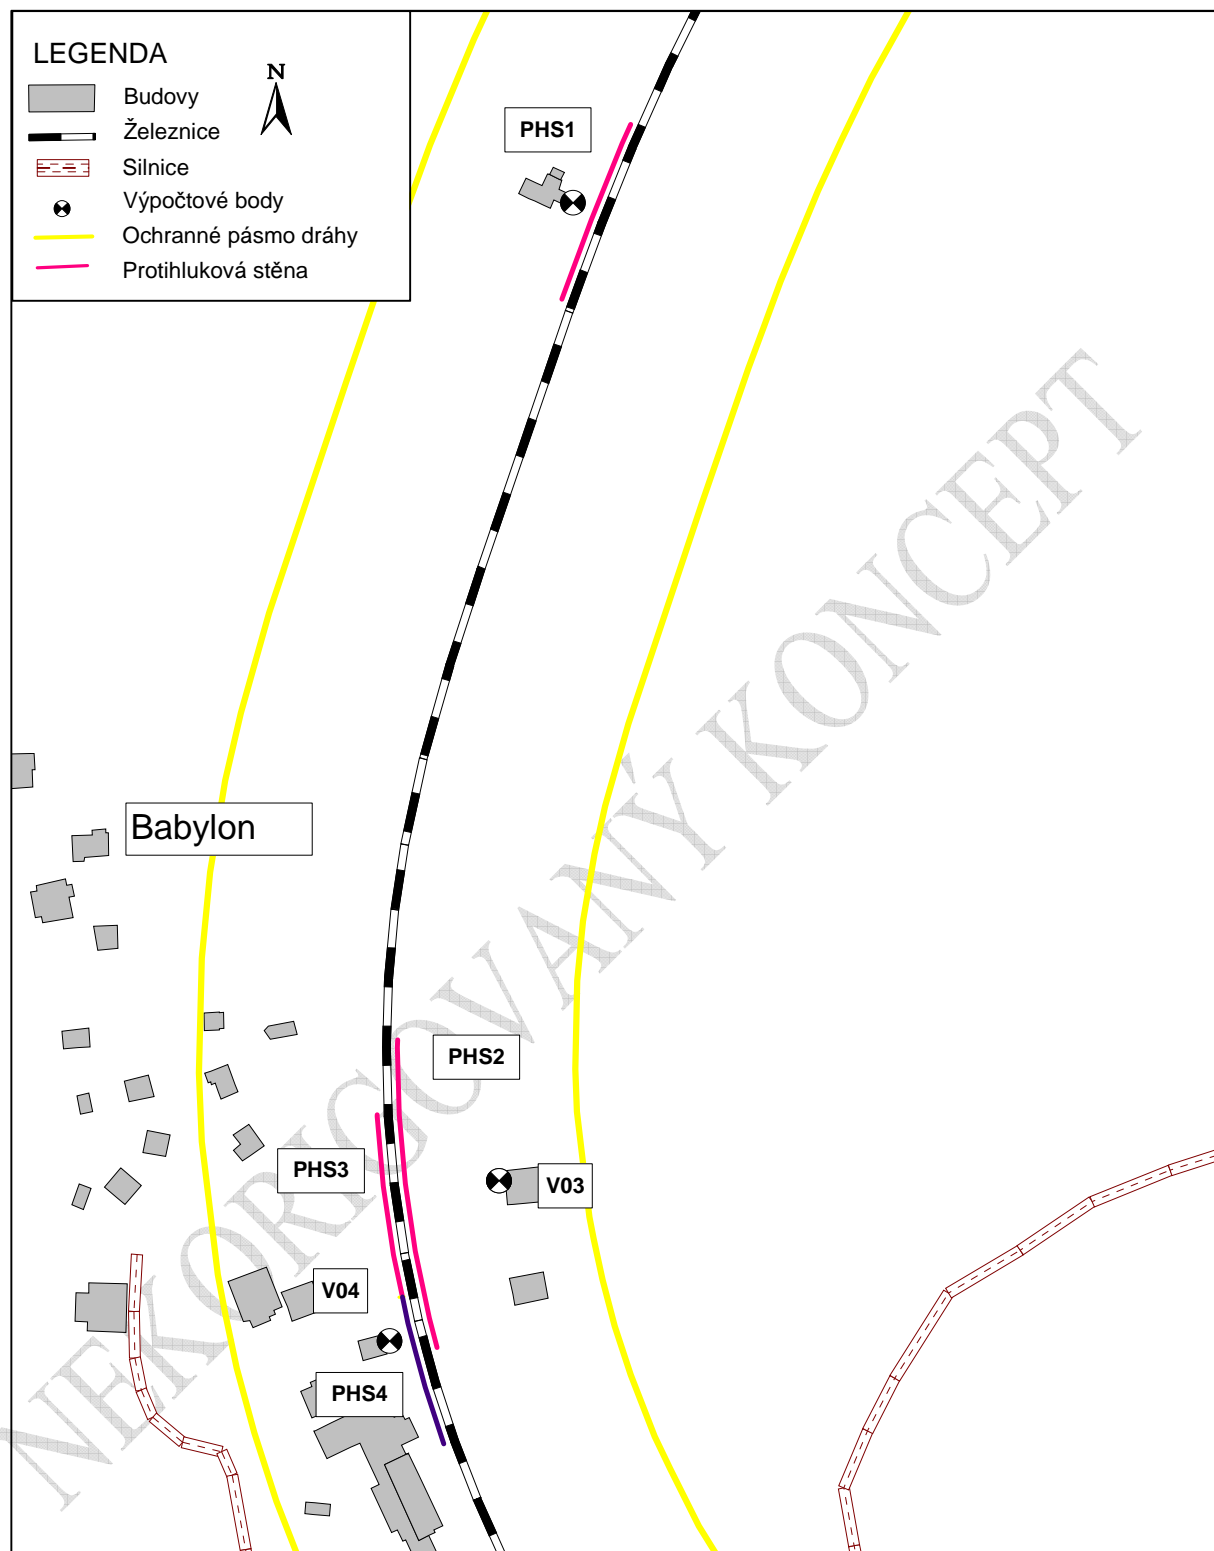 LEGENDA
N
Budovy
Železnice
Silnice
Výpočtové body
Ochranné pásmo dráhy
Protihluková stěna
PHS1
Babylon
PHS2
PHS3
V03
V04
PHS4
NEKORIGOVANÝ KONCEPT